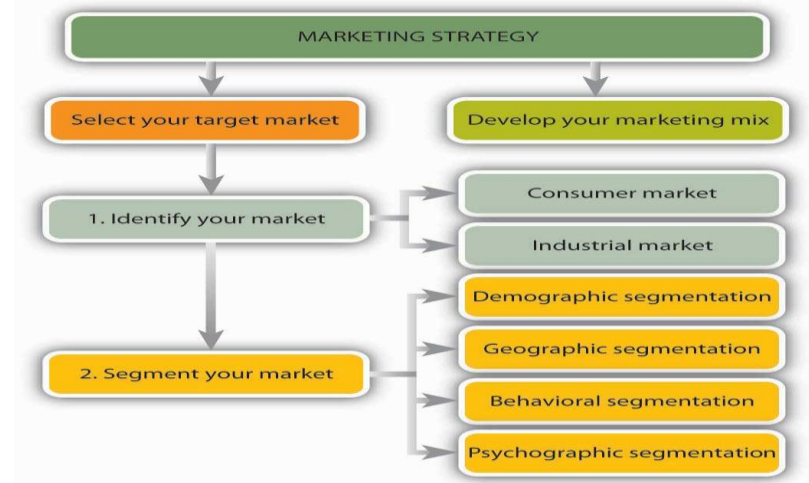 MARKETING STRATEGY
Select your target market
Develop your marketing mix
1. Identify your market
Consumer market
Industrial market
2. Segment your market
Demographic segmentation
Geographic segmentation
Behavioral segmentation
Psychographic segmentation